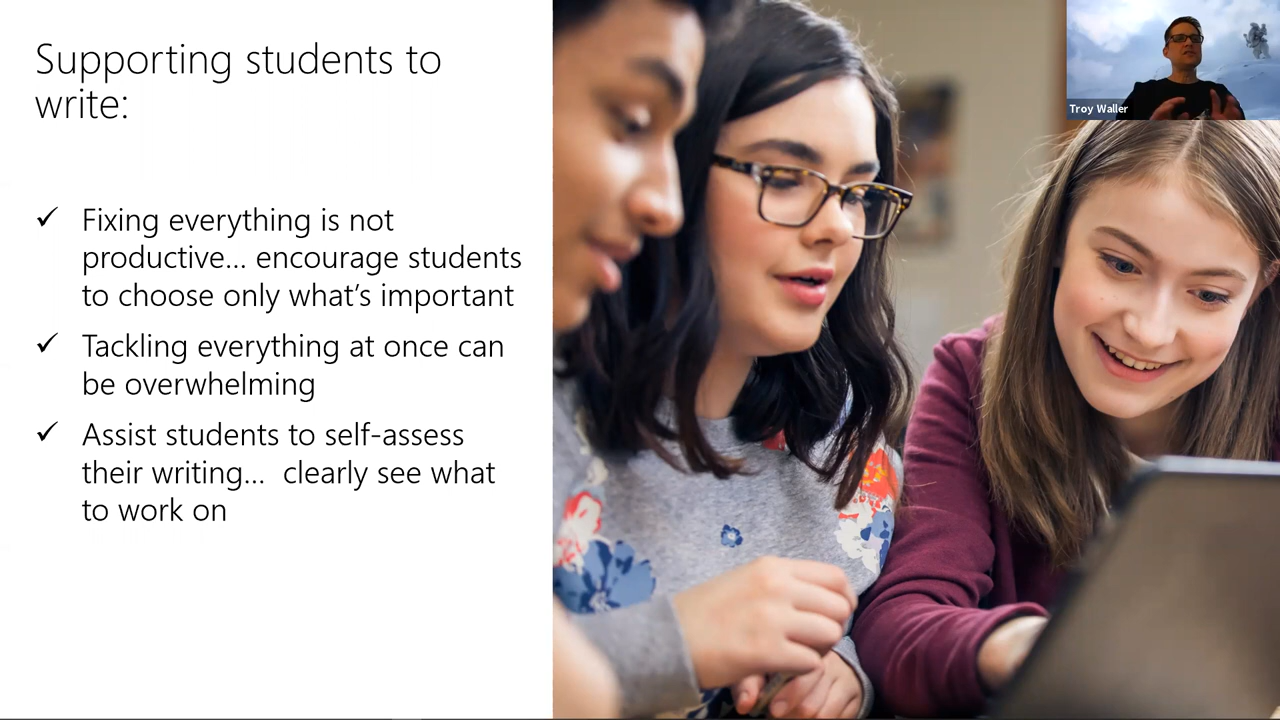 Supporting students to
write:
✓ Fixing everything is not
productive... encourage students
to choose only what's important
✓ Tackling everything at once can
be overwhelming
✓ Assist students to self-assess
their writing... clearly see what
to work on
Troy Waller